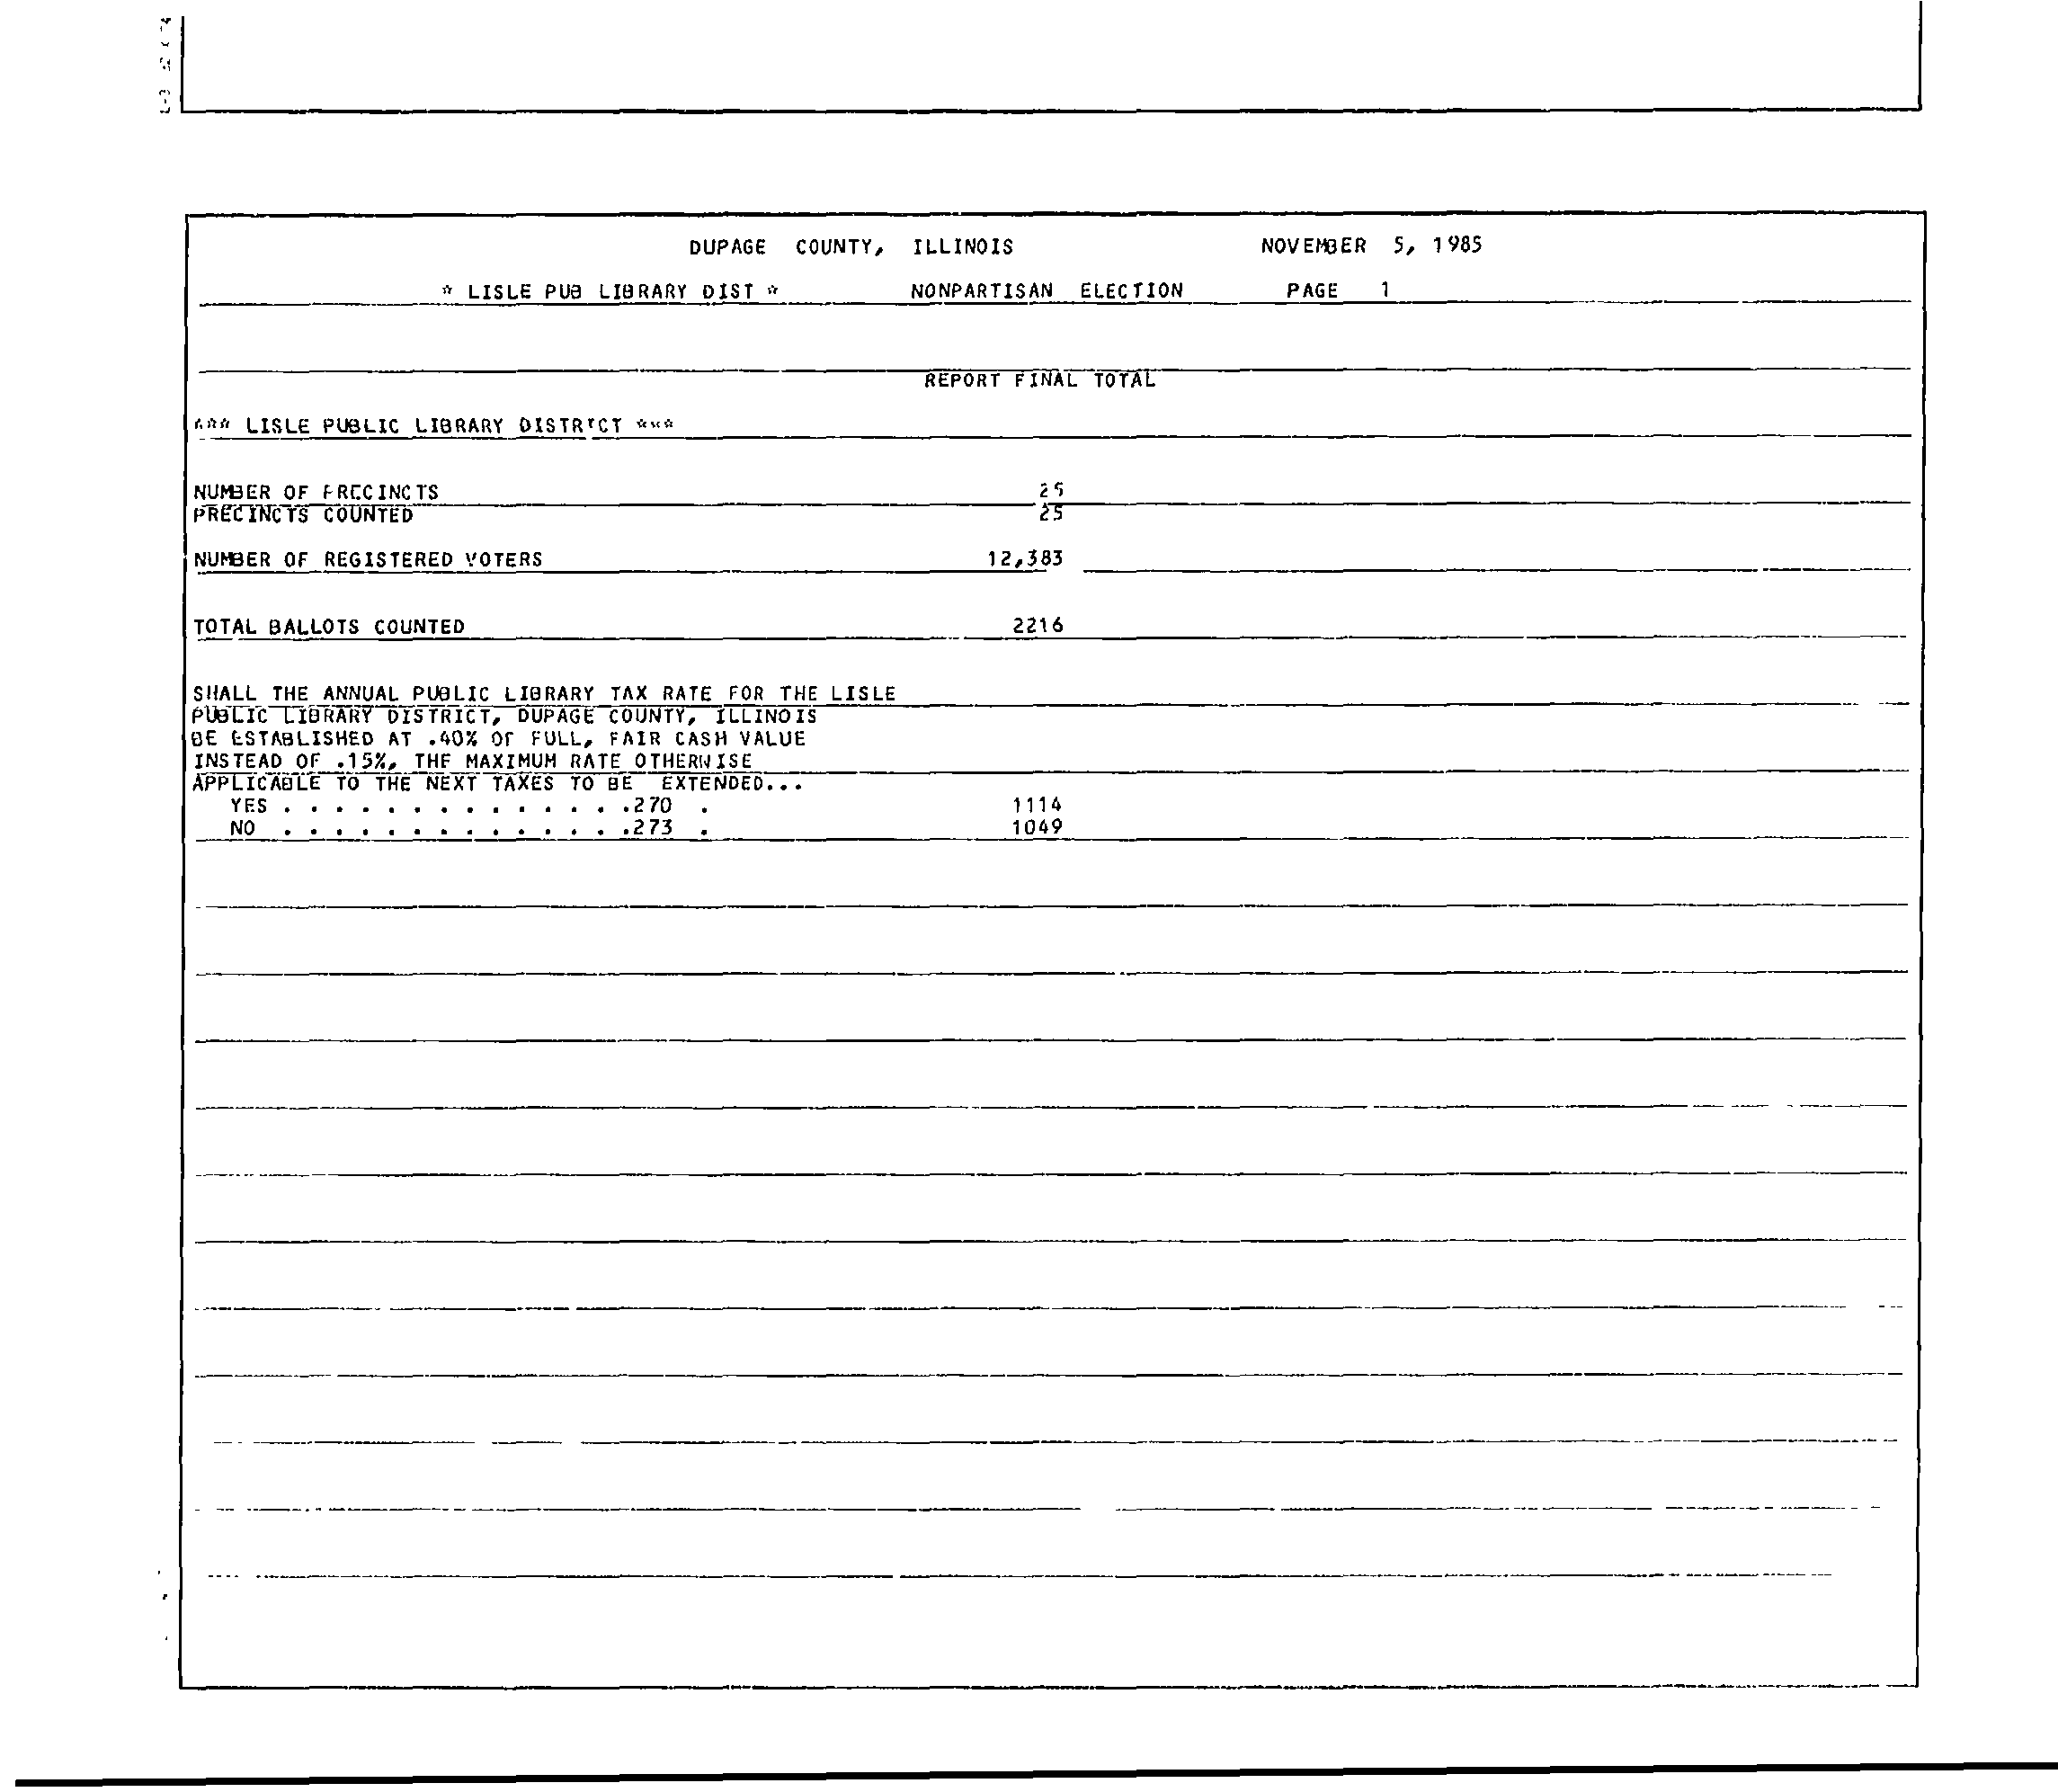 DUPAGE COUNTY, ILLINOIS NOVEMBER 5, 1985
* LISLE PUB LIBRARY DIST * NONPARTISAN ELECTION PAGE 1
REPORT FINAL TOTAL
*** LISLE PUBLIC LIBRARY DISTRICT ***
NUMBER OF PRECINCTS 25
PRECINCTS COUNTED 25
NUMBER OF REGISTERED VOTERS 12,383
TOTAL BALLOTS COUNTED 2216
SHALL THE ANNUAL PUBLIC LIBRARY TAX RATE FOR THE LISLE
PUBLIC LIBRARY DISTRICT, DUPAGE COUNTY, ILLINOIS
BE ESTABLISHED AT .40% OF FULL, FAIR CASH VALUE
INSTEAD OF .15%, THE MAXIMUM RATE OTHERWISE
APPLICABLE TO THE NEXT TAXES TO BE EXTENDED...
YES . . . . . . . . . . . . . .270 . 1114
NO . . . . . . . . . . . . . .273 . 1049